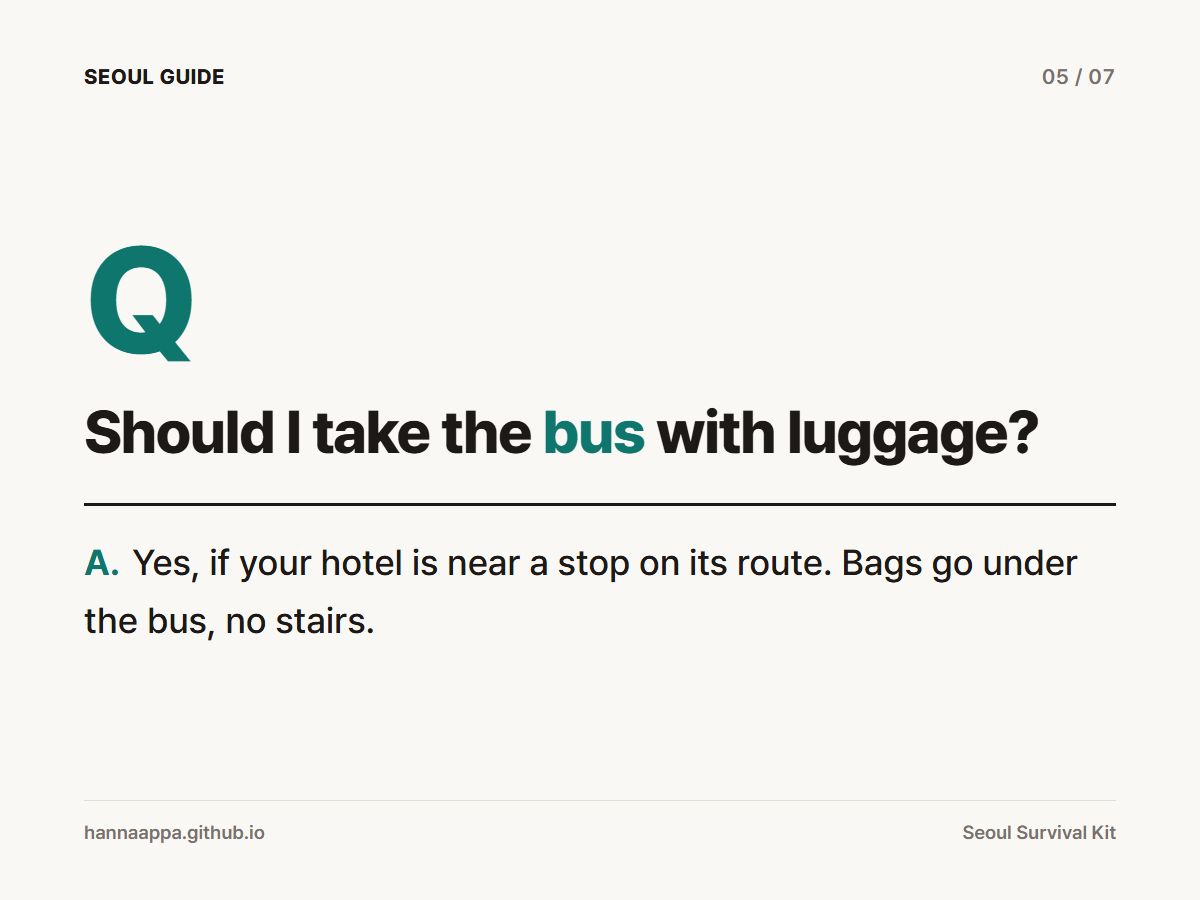 SEOUL GUIDE
05 / 07
Q
Should I take the bus with luggage?
A. Yes, if your hotel is near a stop on its route. Bags go under
the bus, no stairs.
hannaappa.github.io
Seoul Survival Kit